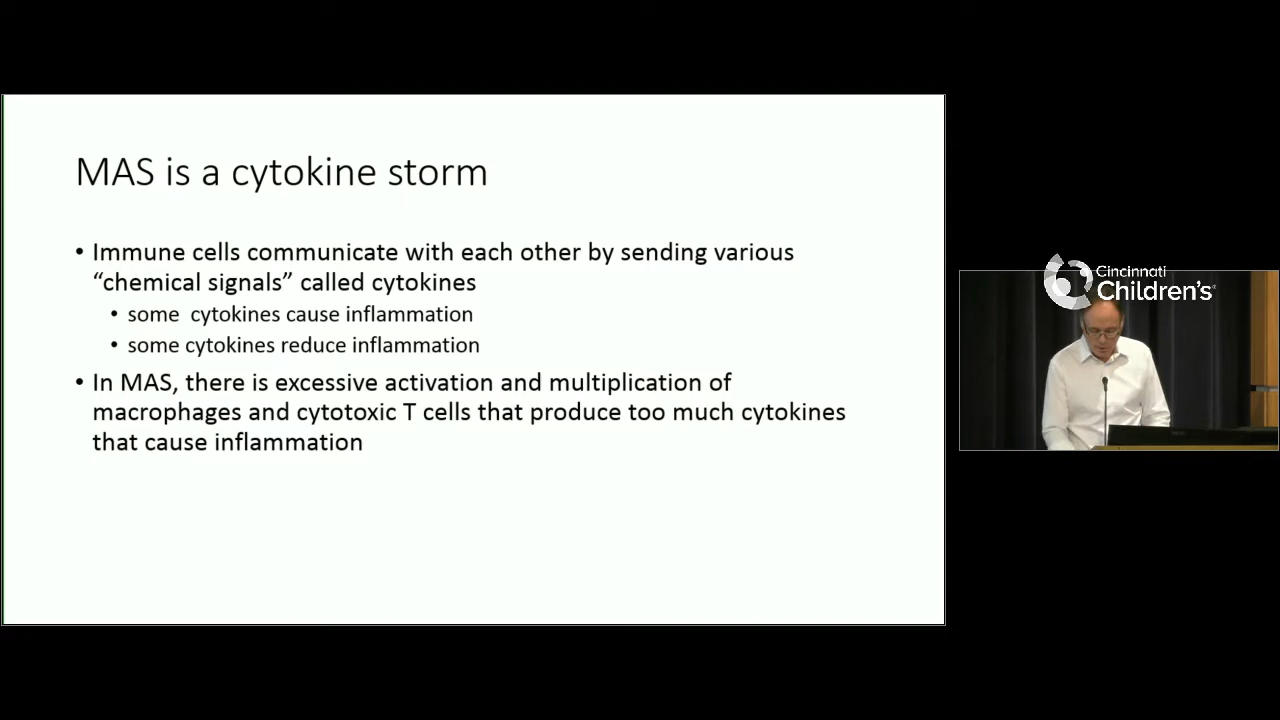 MAS is a cytokine storm
• Immune cells communicate with each other by sending various
“chemical signals” called cytokines
• some cytokines cause inflammation
• some cytokines reduce inflammation
• In MAS, there is excessive activation and multiplication of
macrophages and cytotoxic T cells that produce too much cytokines
that cause inflammation
Cincinnati
Children's